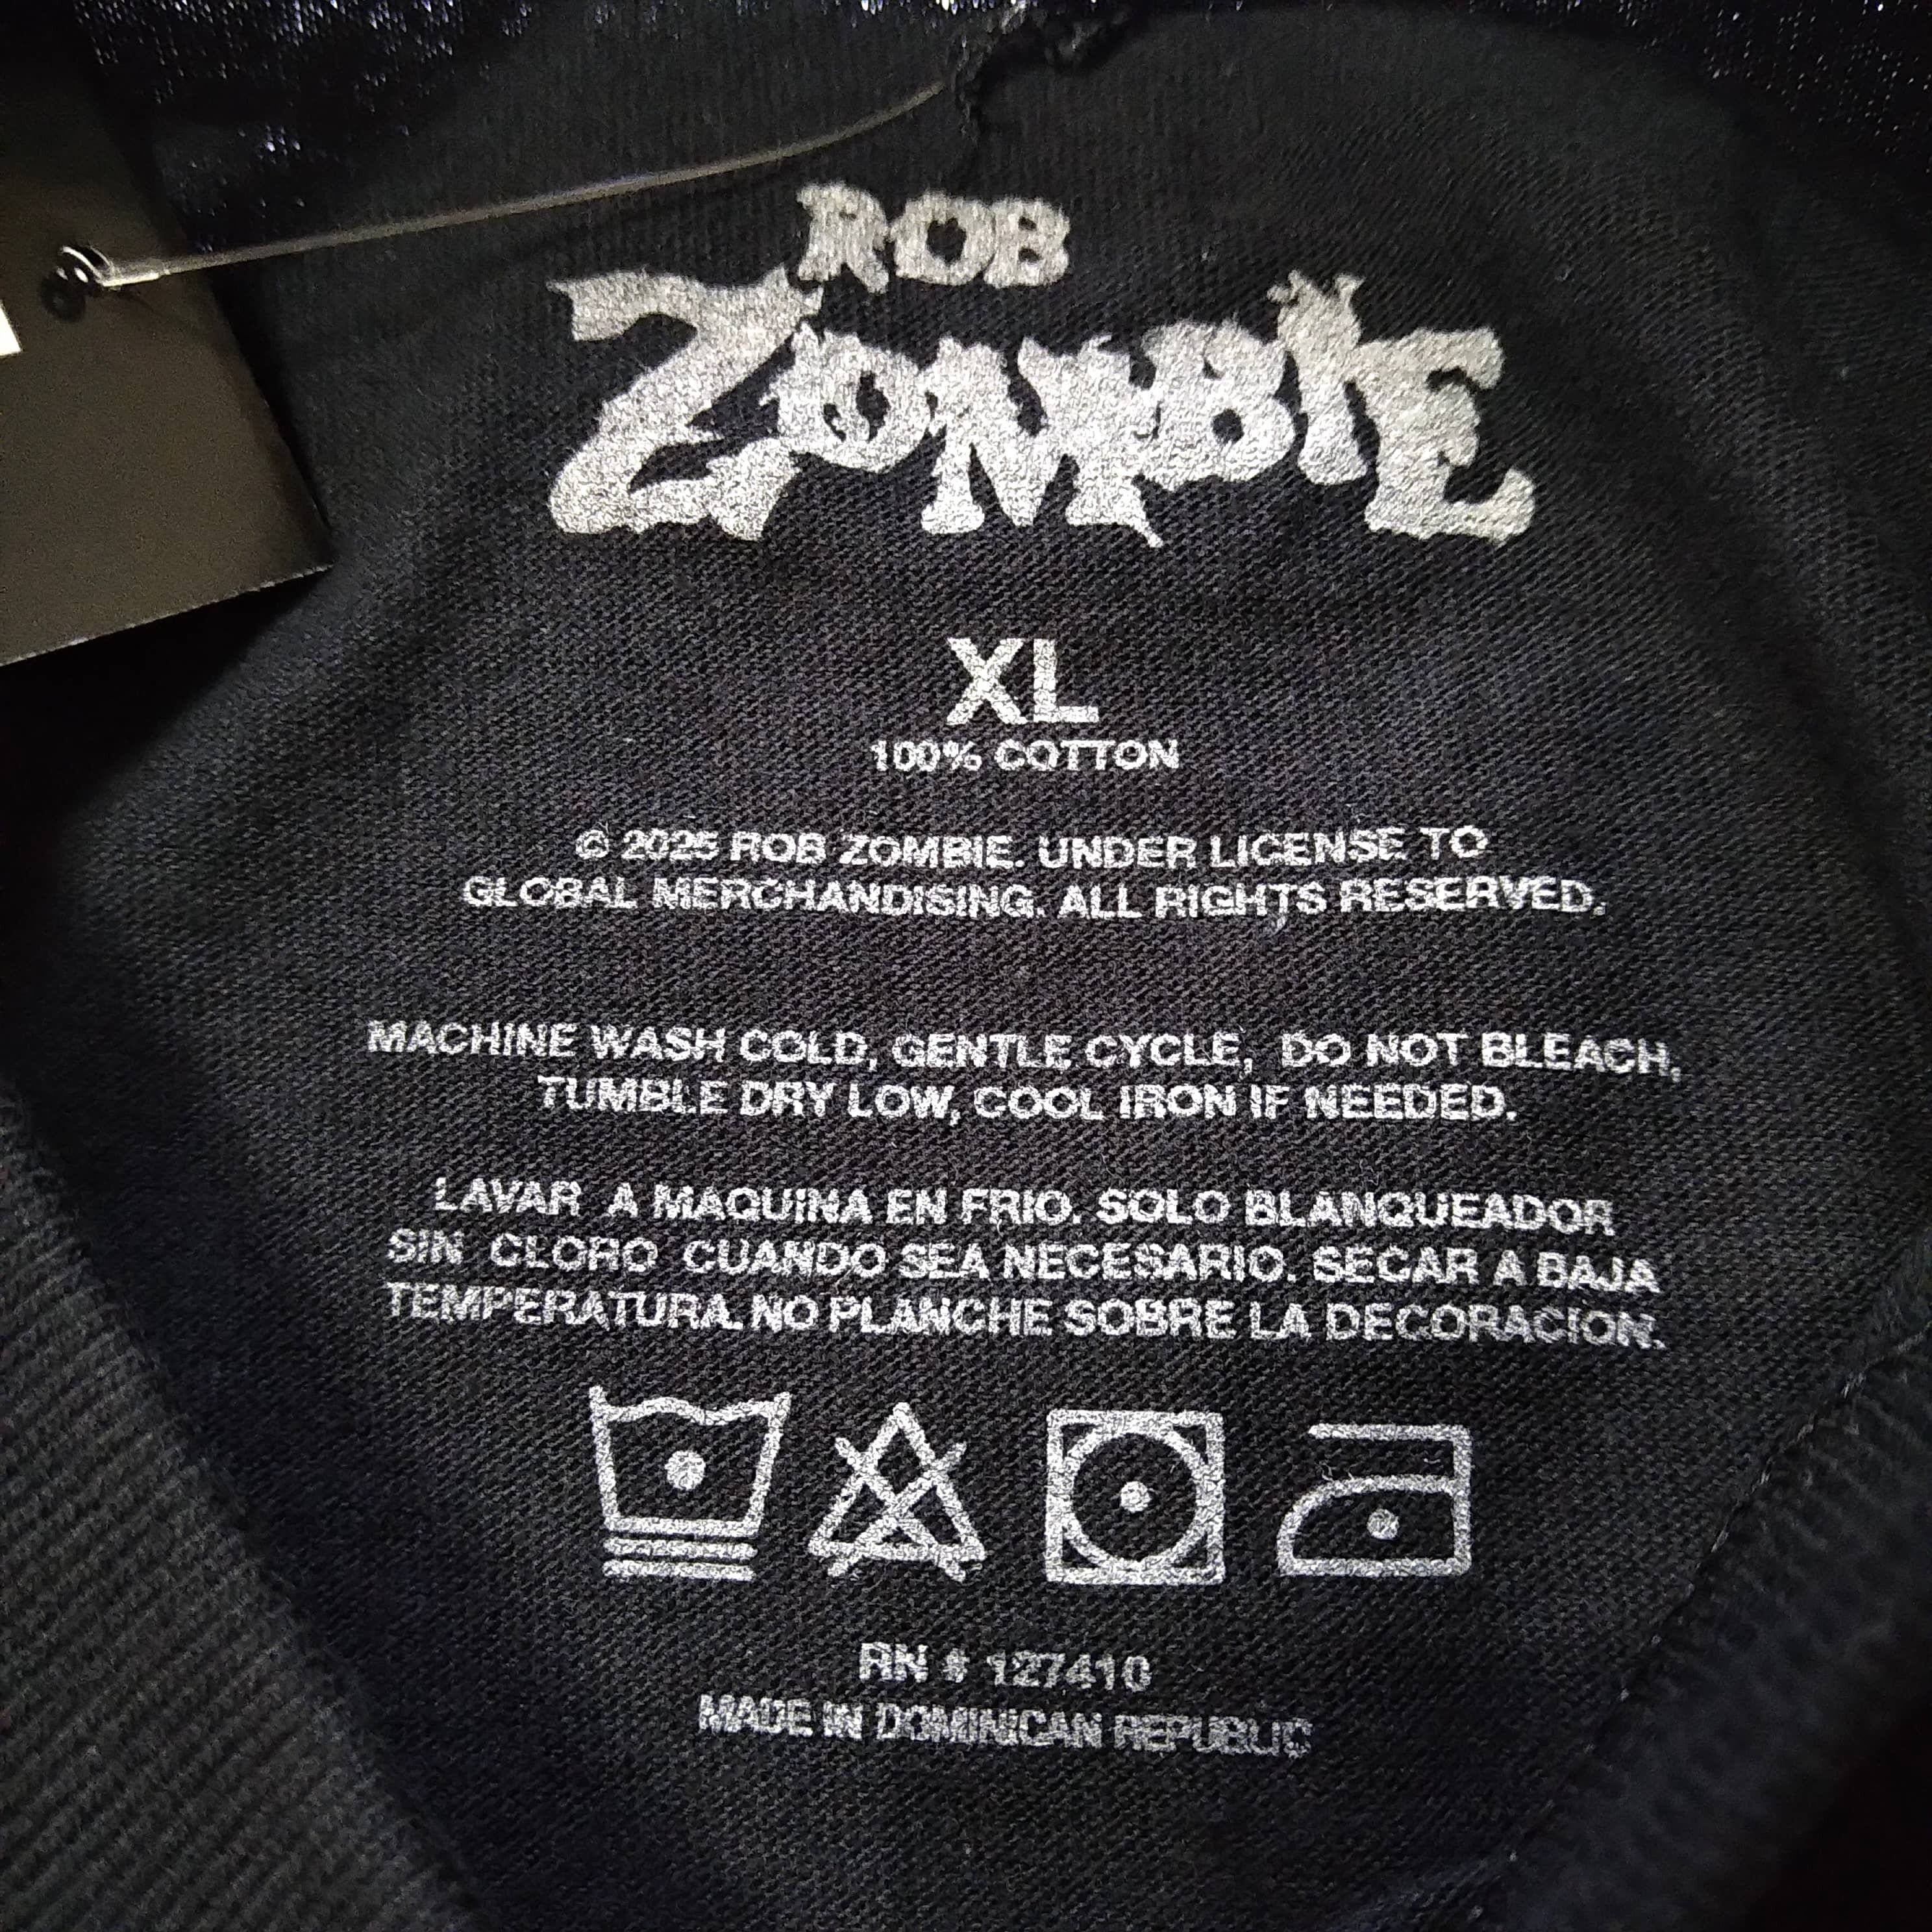 ROB
ZOMBIE
XL
100% COTTON
© 2025 ROB ZOMBIE. UNDER LICENSE TO
GLOBAL MERCHANDISING. ALL RIGHTS RESERVED.
MACHINE WASH COLD, GENTLE CYCLE, DO NOT BLEACH,
TUMBLE DRY LOW, COOL IRON IF NEEDED.
LAVAR A MAQUINA EN FRIO. SOLO BLANQUEADOR
SIN CLORO CUANDO SEA NECESARIO. SECAR A BAJA
TEMPERATURA. NO PLANCHE SOBRE LA DECORACION.
RN # 127410
MADE IN DOMINICAN REPUBLIC